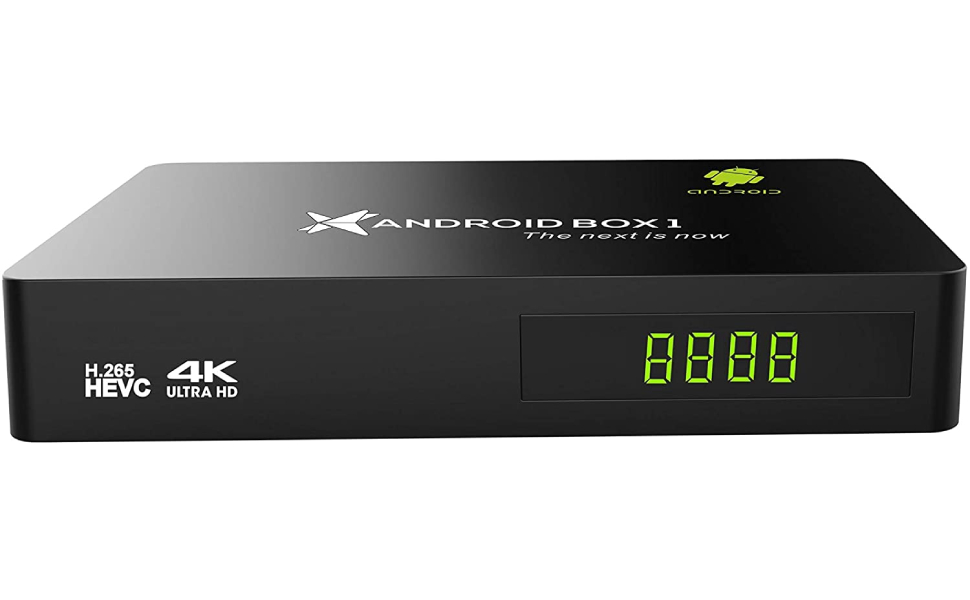 ANDROID
ANDROID BOX 1
The next is now
H.265
HEVC
4K
ULTRA HD
8888